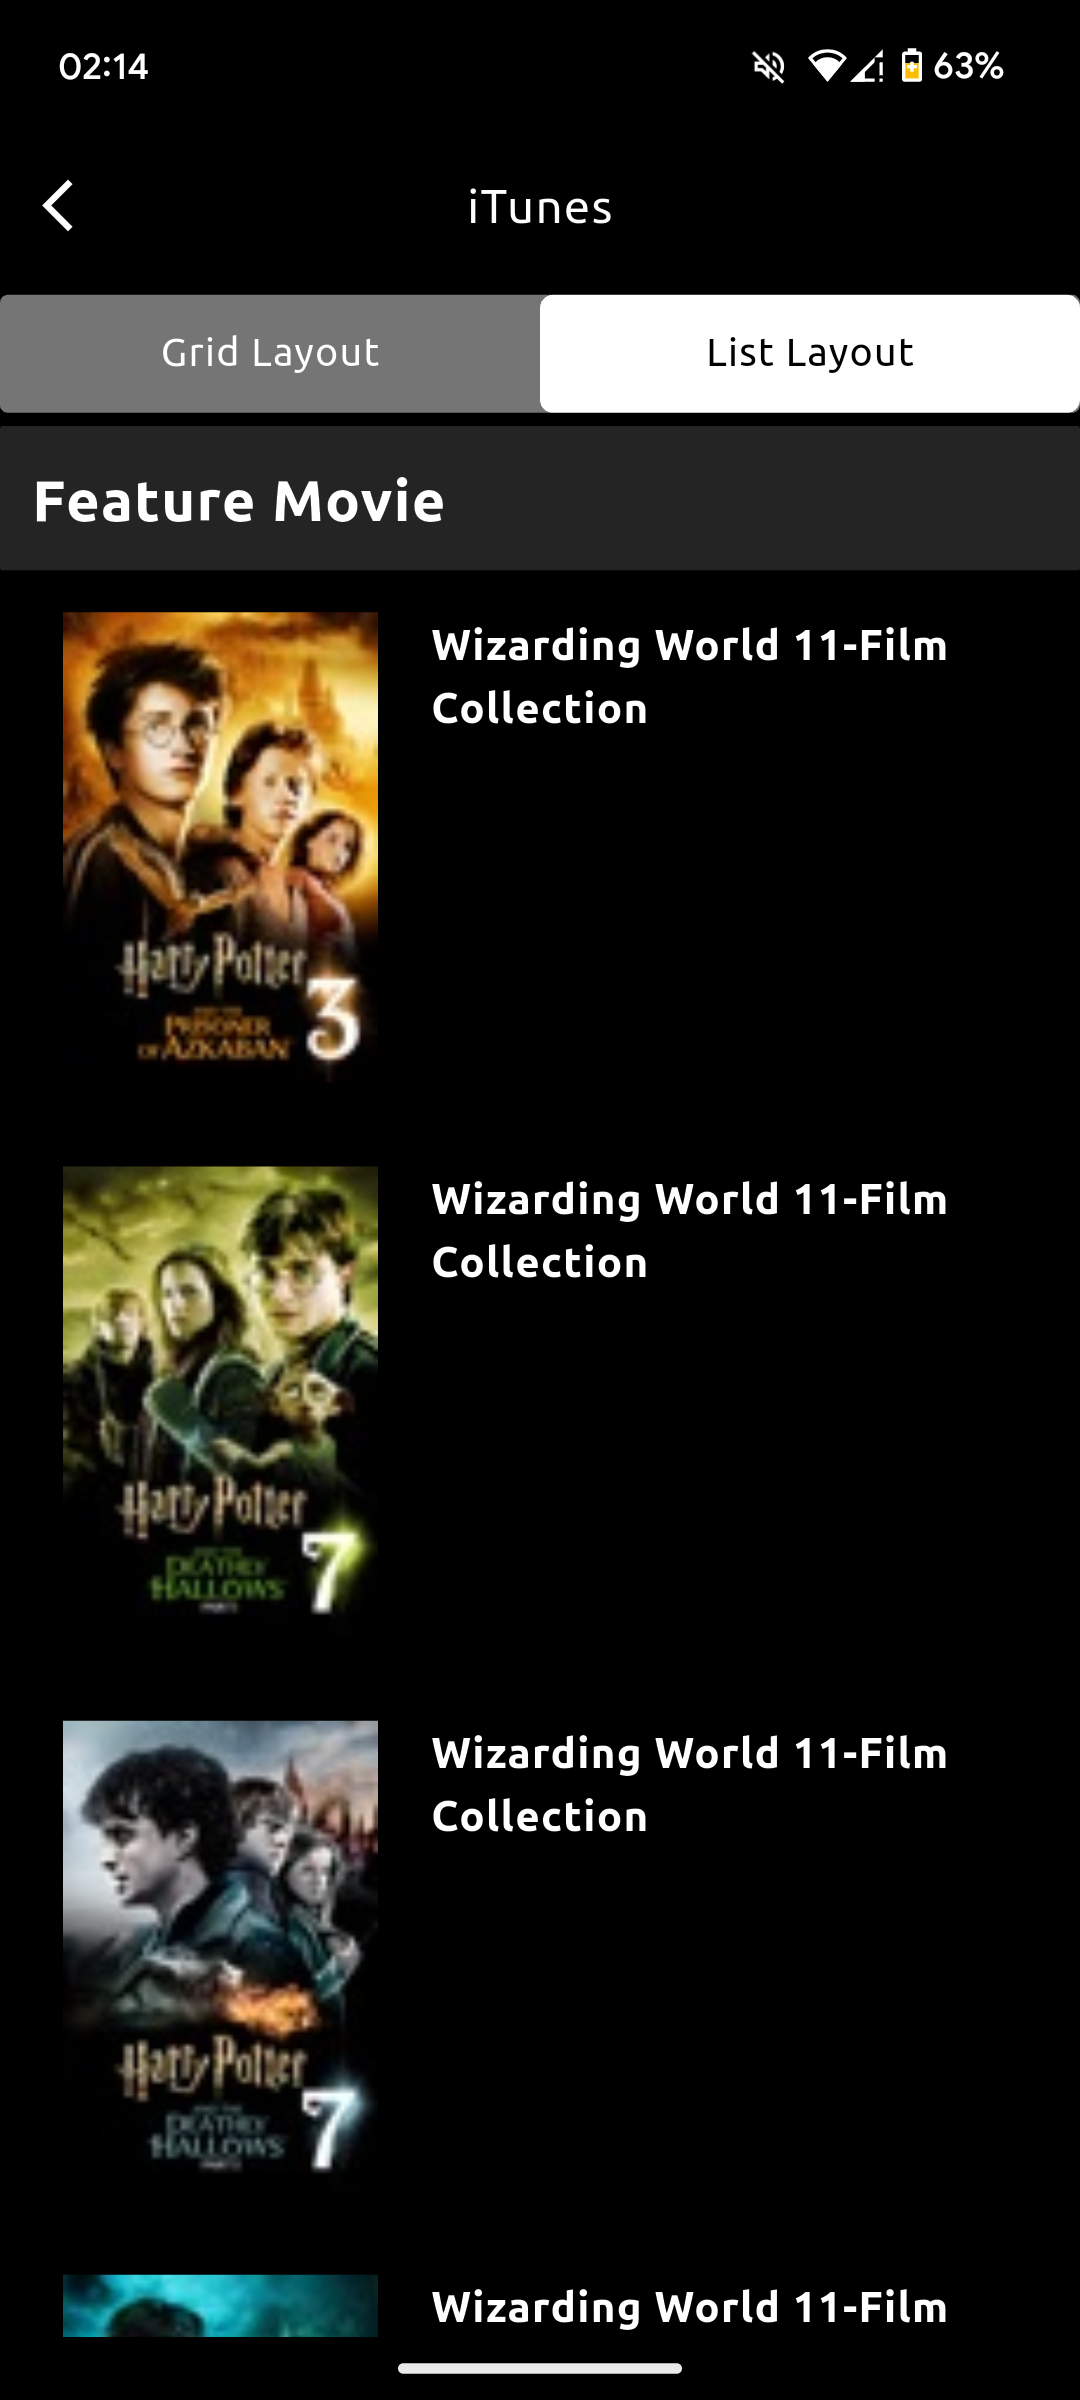 02:14
63%
iTunes
Grid Layout
List Layout
Feature Movie
Wizarding World 11-Film
Collection
Harry Potter
PRISONER
OF AZKABAN
3
Wizarding World 11-Film
Collection
Harry Potter
DEATHLY
HALLOWS
7
Wizarding World 11-Film
Collection
Harry Potter
DEATHLY
HALLOWS
7
Wizarding World 11-Film